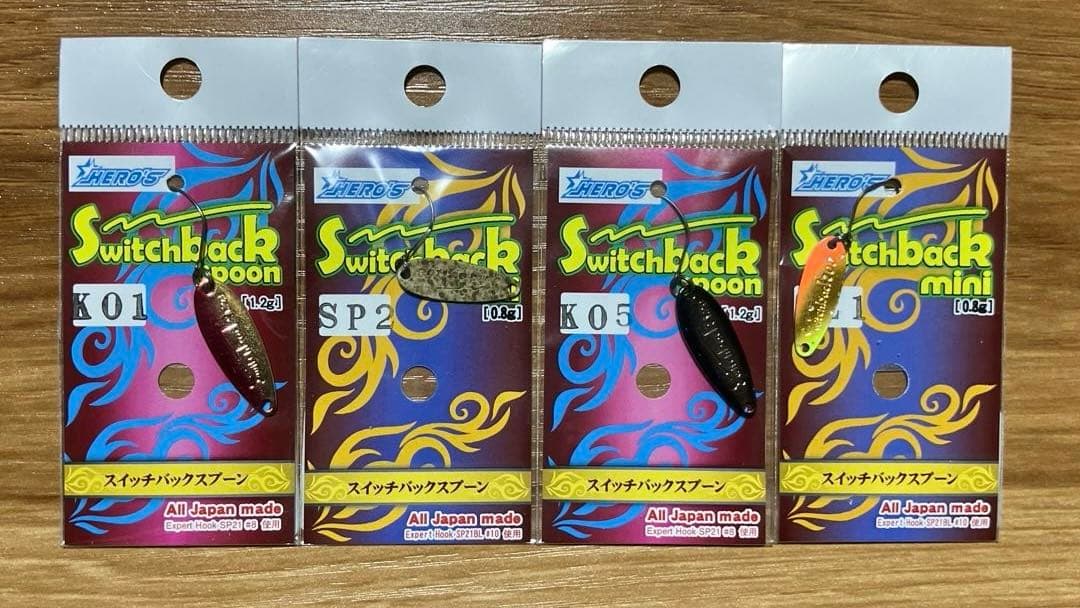 HERO'S
Switchback
poon
K01
[1.2g]
スイッチバックスプーン
All Japan made
Expert Hook SP21 #8 使用
HERO'S
Switchback
SP2
[0.8g]
スイッチバックスプーン
All Japan made
Expert Hook SP21BL #10 使用
HERO'S
Switchback
poon
K05
[1.2g]
スイッチバックスプーン
All Japan made
Expert Hook SP21 #8 使用
HERO'S
Switchback
mini
1
[0.8g]
スイッチバックスプーン
All Japan made
Expert Hook SP21BL #10 使用